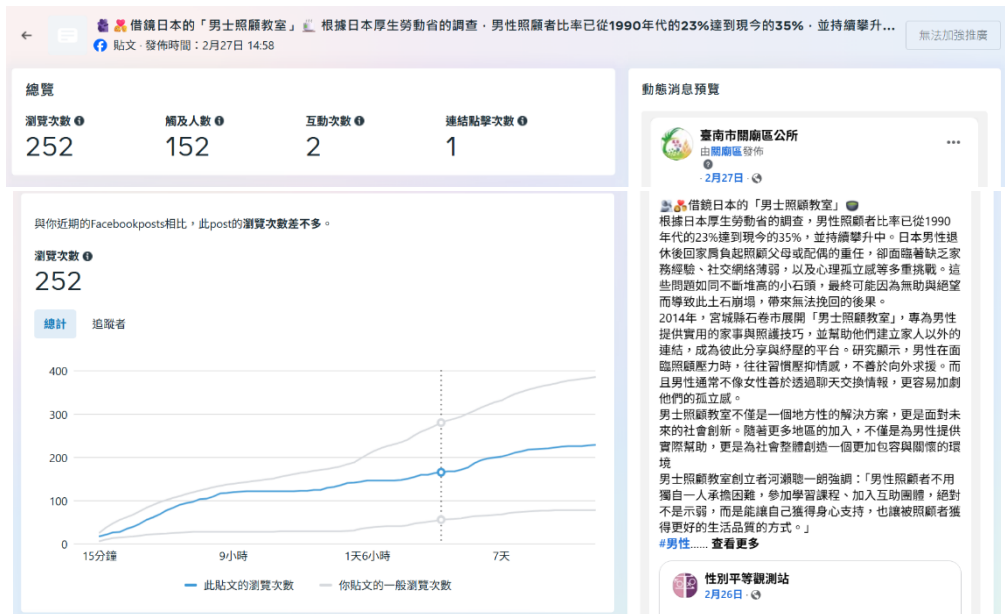 借鏡日本的「男士照顧教室」 根據日本厚生勞動省的調查，男性照顧者比率已從1990年代的23%達到現今的35%，並持續攀升...
貼文 · 發佈時間：2月27日 14:58
無法加強推廣
總覽
瀏覽次數
觸及人數
互動次數
連結點擊次數
252
152
2
1
與你近期的Facebookposts相比，此post的瀏覽次數差不多。
瀏覽次數
252
總計
追蹤者
400
300
200
100
0
15分鐘
9小時
1天6小時
7天
此貼文的瀏覽次數
你貼文的一般瀏覽次數
動態消息預覽
臺南市關廟區公所
由關廟區發佈
· 2月27日 ·
借鏡日本的「男士照顧教室」
根據日本厚生勞動省的調查，男性照顧者比率已從1990
年代的23%達到現今的35%，並持續攀升中。日本男性退
休後回家肩負起照顧父母或配偶的重任，卻面臨著缺乏家
務經驗、社交網絡薄弱，以及心理孤立感等多重挑戰。這
些問題如同不斷堆高的小石頭，最終可能因為無助與絕望
而導致此土石崩塌，帶來無法挽回的後果。
2014年，宮城縣石卷市展開「男士照顧教室」，專為男性
提供實用的家事與照護技巧，並幫助他們建立家人以外的
連結，成為彼此分享與紓壓的平台。研究顯示，男性在面
臨照顧壓力時，往往習慣壓抑情感，不善於向外求援。而
且男性通常不像女性善於透過聊天交換情報，更容易加劇
他們的孤立感。
男士照顧教室不僅是一個地方性的解決方案，更是面對未
來的社會創新。隨著更多地區的加入，不僅是為男性提供
實際幫助，更是為社會整體創造一個更加包容與關懷的環
境
男士照顧教室創立者河瀨聰一朗強調：「男性照顧者不用
獨自一人承擔困難，參加學習課程、加入互助團體，絕對
不是示弱，而是能讓自己獲得身心支持，也讓被照顧者獲
得更好的生活品質的方式。」
#男性...... 查看更多
性別平等觀測站
2月26日 ·